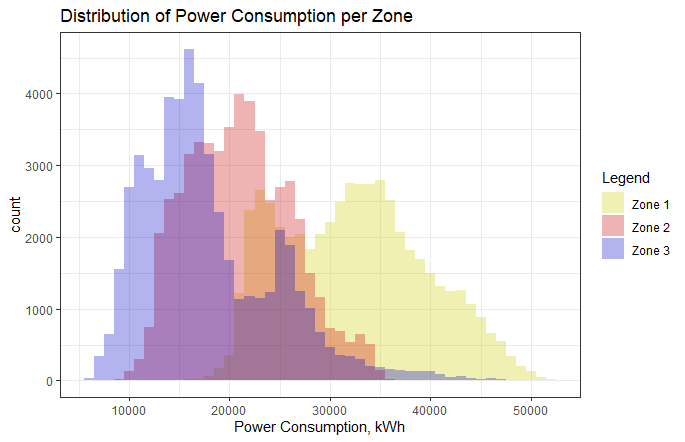 Distribution of Power Consumption per Zone
4000
3000
2000
1000
0
count
10000 20000 30000 40000 50000
Power Consumption, kWh
Legend
Zone 1
Zone 2
Zone 3